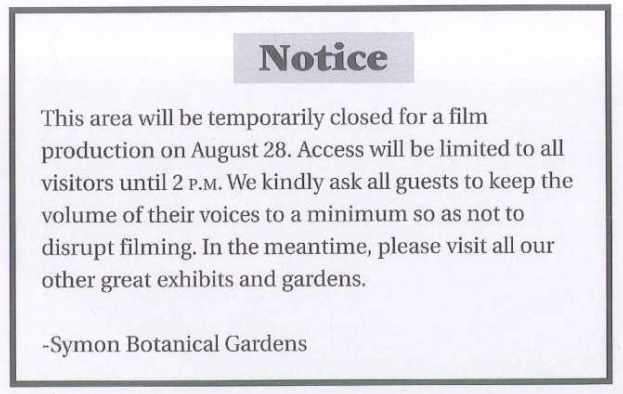 Notice
This area will be temporarily closed for a film
production on August 28. Access will be limited to all
visitors until 2 P.M. We kindly ask all guests to keep the
volume of their voices to a minimum so as not to
disrupt filming. In the meantime, please visit all our
other great exhibits and gardens.
-Symon Botanical Gardens